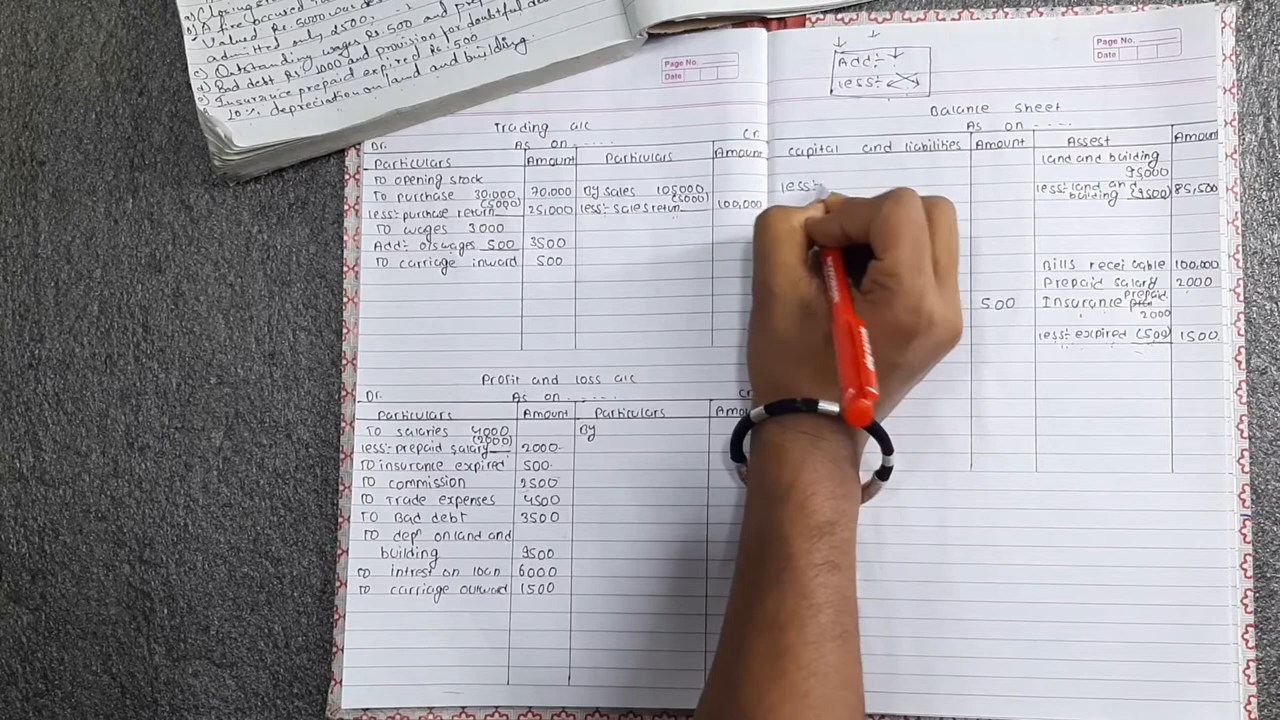 a) Closing
b) A fire occured
Valued Rs. 5000 was
admitted only 2500.
c) Outstanding wages Rs. 500 and
d) Bad debt Rs. 1000 and provision for doubtful
e) Insurance prepaid expired Rs. 500
10% depreciation on land and building.
Page No.
Date
Page No.
Date
Add:-
less:-
Trading a/c
Dr. As on ..... Cr.
Particulars Amount Particulars Amount
To opening stock 70,000 By sales 105000
To purchase 30,000 less:- sales return (5000) 100,000
less:- purchase return (5000) 25,000
To wages 3000
Add:- o/s wages 500 3500
To carriage inward 500
Profit and loss a/c
Dr. As on .....
Particulars Amount Particulars
To salaries 4000 By
less:- prepaid salary (2000) 2000
To insurance expired 500
To commission 2500
To Trade expenses 4500
To Bad debt 3500
To depn on land and
building 9500
To intrest on loan 6000
To carriage outward 1500
Balance sheet
As on ....
capital and liabilities Amount Assest Amount
land and building
95000
less:- less:- land and
building (9500) 85,500
Bills receivable 100,000
Prepaid salary 2000
500 Insurance prepaid
2000
less:- expired (500) 1500